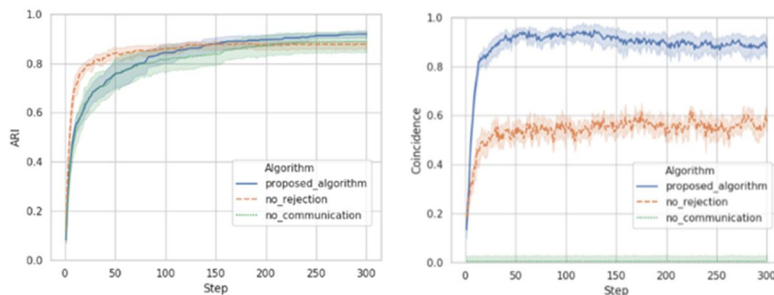 1.0
0.8
0.6
0.4
0.2
0.0
ARI
0 50 100 150 200 250 300
Step
Algorithm
proposed_algorithm
no_rejection
no_communication
1.0
0.8
0.6
0.4
0.2
0.0
Coincidence
0 50 100 150 200 250 300
Step
Algorithm
proposed_algorithm
no_rejection
no_communication